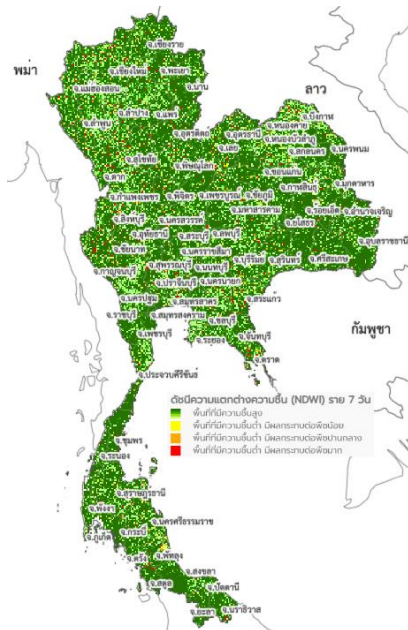 พม่า
ลาว
กัมพูชา
จ.เชียงราย
จ.เชียงใหม่
จ.พะเยา
จ.แม่ฮ่องสอน
จ.น่าน
จ.ลำปาง
จ.แพร่
จ.ลำพูน
จ.อุตรดิตถ์
จ.อุดรธานี
จ.บึงกาฬ
จ.หนองคาย
จ.หนองบัวลำภู
จ.เลย
จ.สกลนคร
จ.นครพนม
จ.สุโขทัย
จ.พิษณุโลก
จ.ขอนแก่น
จ.ตาก
จ.กาฬสินธุ์
จ.มุกดาหาร
จ.กำแพงเพชร
จ.พิจิตร
จ.เพชรบูรณ์
จ.ชัยภูมิ
จ.มหาสารคาม
จ.ร้อยเอ็ด
จ.อำนาจเจริญ
จ.สิงห์บุรี
จ.นครสวรรค์
จ.ยโสธร
จ.อุทัยธานี
จ.สระบุรี
จ.ลพบุรี
จ.อุบลราชธานี
จ.ชัยนาท
จ.นครราชสีมา
จ.บุรีรัมย์
จ.สุรินทร์
จ.ศรีสะเกษ
จ.สุพรรณบุรี
จ.นนทบุรี
จ.กาญจนบุรี
จ.ปราจีนบุรี
จ.นครนายก
จ.นครปฐม
จ.สมุทรสาคร
จ.สระแก้ว
จ.ราชบุรี
จ.สมุทรสงคราม
จ.ชลบุรี
จ.เพชรบุรี
จ.ระยอง
จ.จันทบุรี
จ.ตราด
จ.ประจวบคีรีขันธ์
ดัชนีความแตกต่างความชื้น (NDWI) ราย 7 วัน
พื้นที่ที่มีความชื้นสูง
พื้นที่ที่มีความชื้นต่ำ มีผลกระทบต่อพืชน้อย
พื้นที่ที่มีความชื้นต่ำ มีผลกระทบต่อพืชปานกลาง
พื้นที่ที่มีความชื้นต่ำ มีผลกระทบต่อพืชมาก
จ.ชุมพร
จ.ระนอง
จ.สุราษฎรธานี
จ.พังงา
จ.นครศรีธรรมราช
จ.กระบี่
จ.ภูเก็ต
จ.ตรัง
จ.พัทลุง
จ.สงขลา
จ.สตูล
จ.ปัตตานี
จ.ยะลา
จ.นราธิวาส